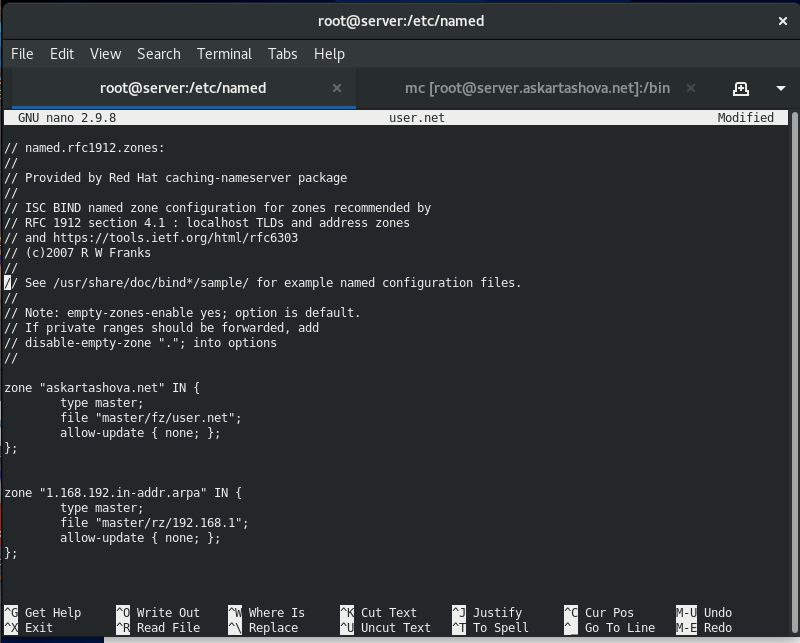 root@server:/etc/named ×
File Edit View Search Terminal Tabs Help
root@server:/etc/named × mc [root@server.askartashova.net]:/bin ×
GNU nano 2.9.8 user.net Modified
// named.rfc1912.zones:
//
// Provided by Red Hat caching-nameserver package
//
// ISC BIND named zone configuration for zones recommended by
// RFC 1912 section 4.1 : localhost TLDs and address zones
// and https://tools.ietf.org/html/rfc6303
// (c)2007 R W Franks
//
// See /usr/share/doc/bind*/sample/ for example named configuration files.
//
// Note: empty-zones-enable yes; option is default.
// If private ranges should be forwarded, add
// disable-empty-zone "."; into options
//
zone "askartashova.net" IN {
type master;
file "master/fz/user.net";
allow-update { none; };
};
zone "1.168.192.in-addr.arpa" IN {
type master;
file "master/rz/192.168.1";
allow-update { none; };
};
^G Get Help ^O Write Out ^W Where Is ^K Cut Text ^J Justify ^C Cur Pos M-U Undo
^X Exit ^R Read File ^\ Replace ^U Uncut Text ^T To Spell ^_ Go To Line M-E Redo